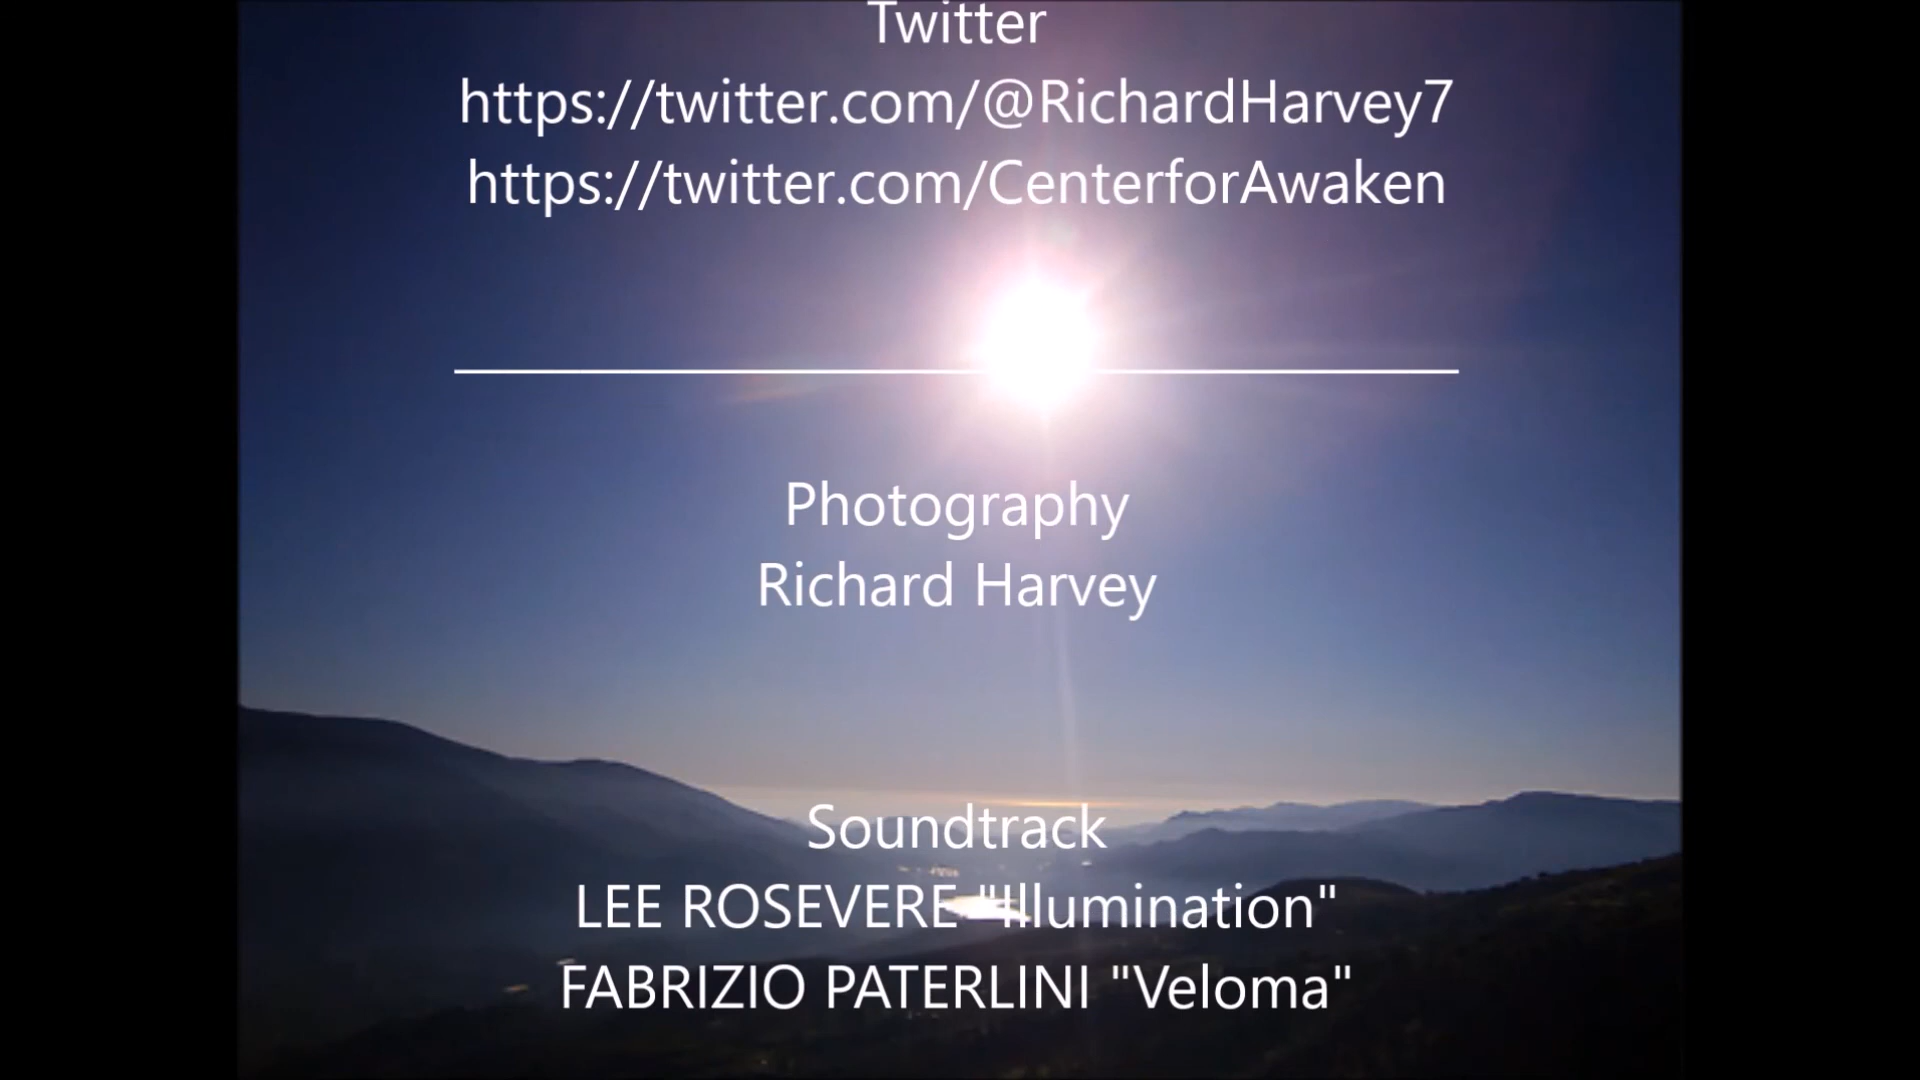 Twitter
https://twitter.com/@RichardHarvey7
https://twitter.com/CenterforAwaken
Photography
Richard Harvey
Soundtrack
LEE ROSEVERE "Illumination"
FABRIZIO PATERLINI "Veloma"